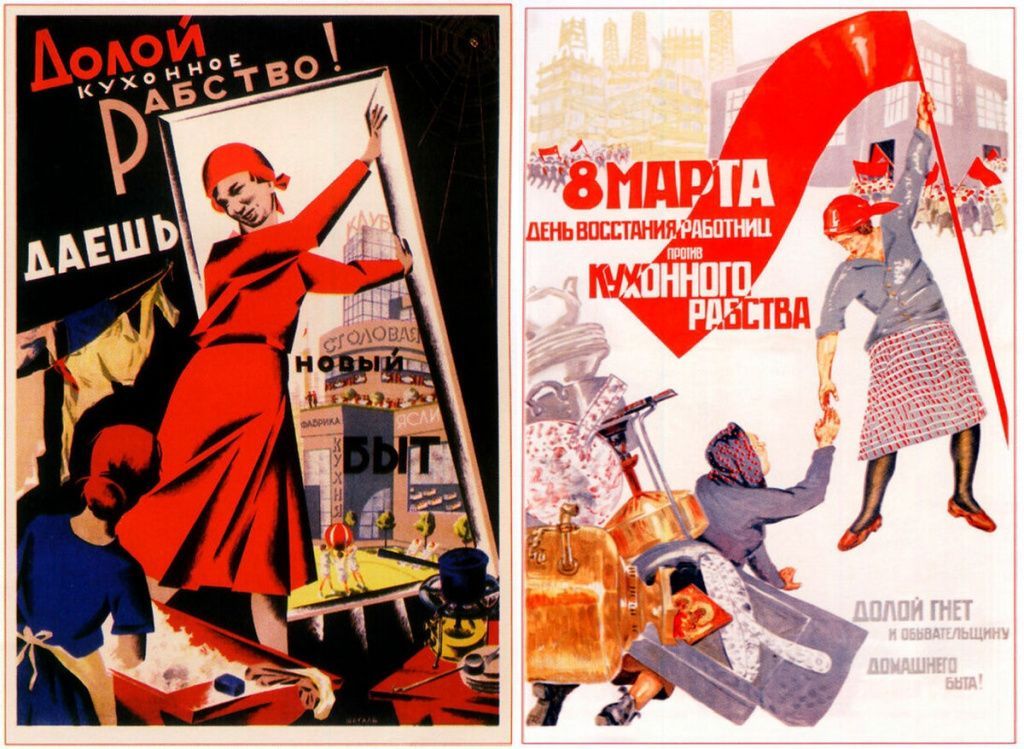 Долой
кухонное
Рабство!
Даешь
клуб
столовая
новый
фабрика
кухня
ясли
быт
ШЕГАЛЬ
8 МАРТА
ДЕНЬ ВОССТАНИЯ РАБОТНИЦ
ПРОТИВ
КУХОННОГО
РАБСТВА
ДОЛОЙ ГНЕТ
И ОБЫВАТЕЛЬЩИНУ
ДОМАШНЕГО
БЫТА!